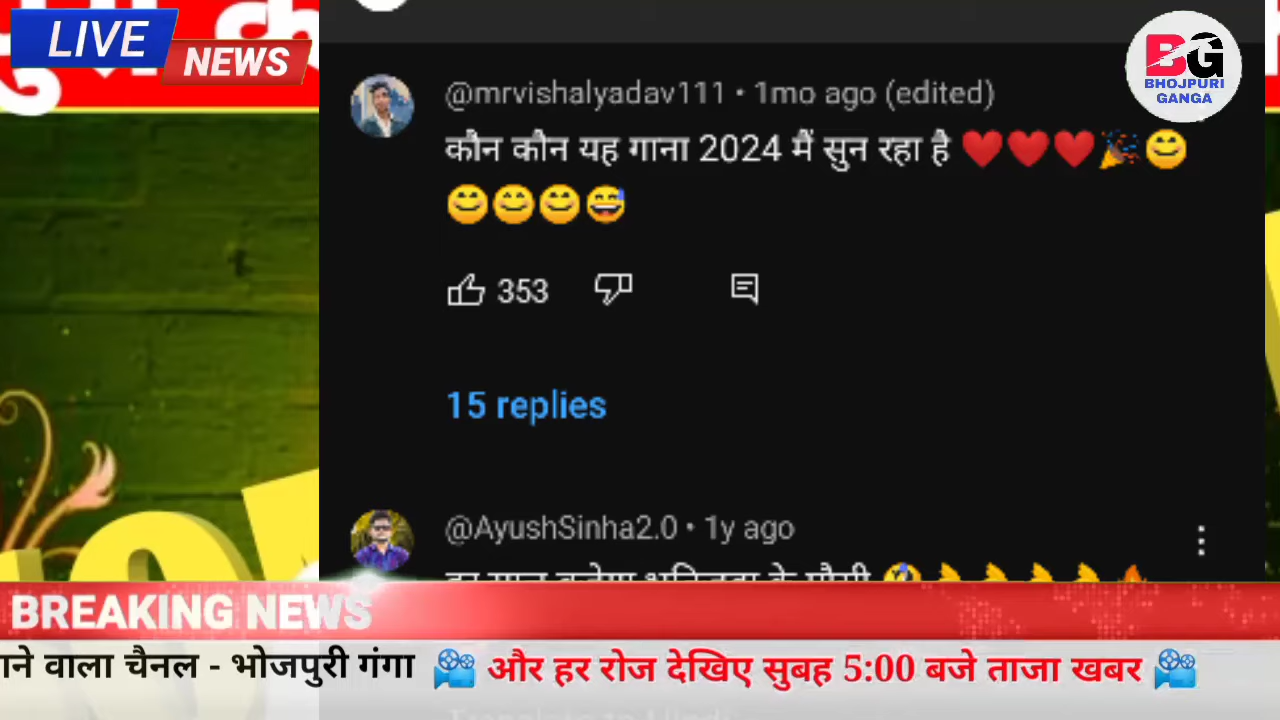 LIVE
NEWS
BG
BHOJPURI
GANGA
@mrvishalyadav111 • 1mo ago (edited)
कौन कौन यह गाना 2024 मैं सुन रहा है ❤️❤️❤️🎉😊
😊😊😊😅
353
15 replies
@AyushSinha2.0 • 1y ago
BREAKING NEWS
वाला चैनल - भोजपुरी गंगा 🎥 और हर रोज देखिए सुबह 5:00 बजे ताजा खबर 🎥